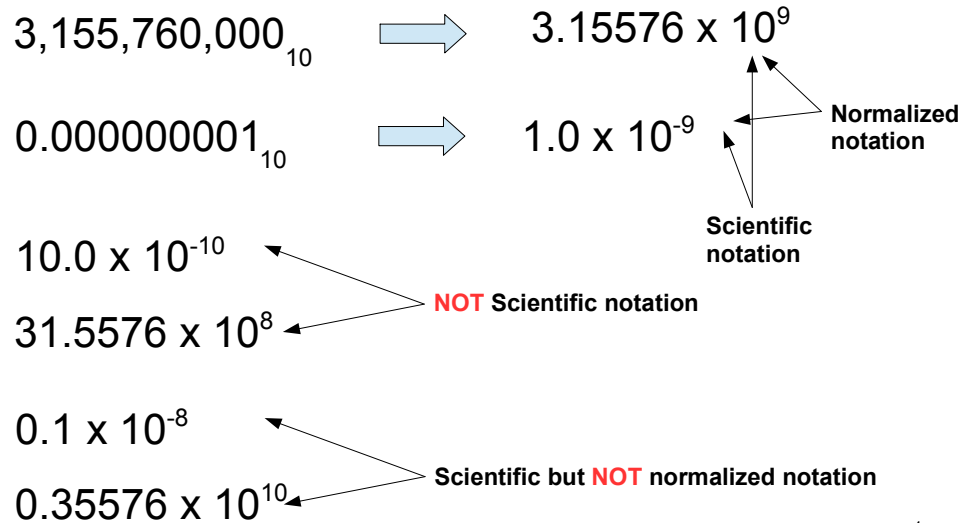 3,155,760,000₁₀ 3.15576 x 10⁹
Normalized
notation
0.000000001₁₀ 1.0 x 10⁻⁹
Scientific
notation
10.0 x 10⁻¹⁰
NOT Scientific notation
31.5576 x 10⁸
0.1 x 10⁻⁸
Scientific but NOT normalized notation
0.35576 x 10¹⁰